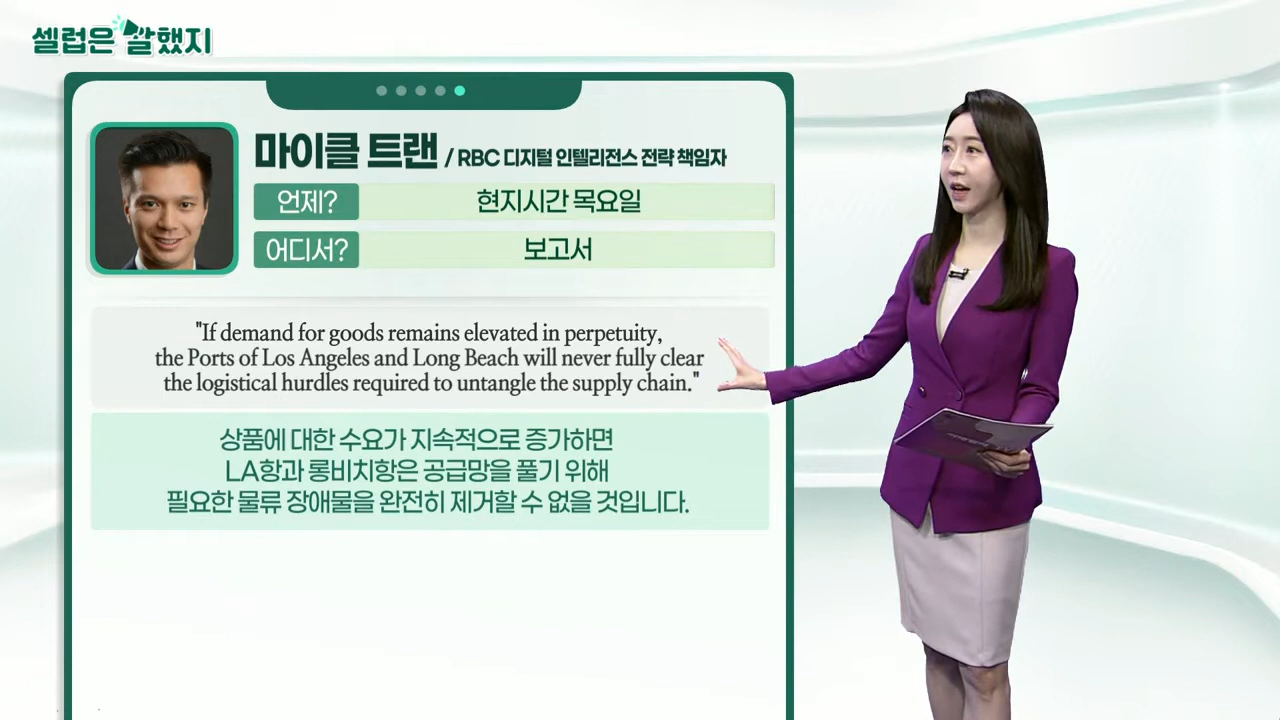 셀럽은 말했지
마이클 트랜 / RBC 디지털 인텔리전스 전략 책임자
언제? 현지시간 목요일
어디서? 보고서
"If demand for goods remains elevated in perpetuity,
the Ports of Los Angeles and Long Beach will never fully clear
the logistical hurdles required to untangle the supply chain."
상품에 대한 수요가 지속적으로 증가하면
LA항과 롱비치항은 공급망을 풀기 위해
필요한 물류 장애물을 완전히 제거할 수 없을 것입니다.